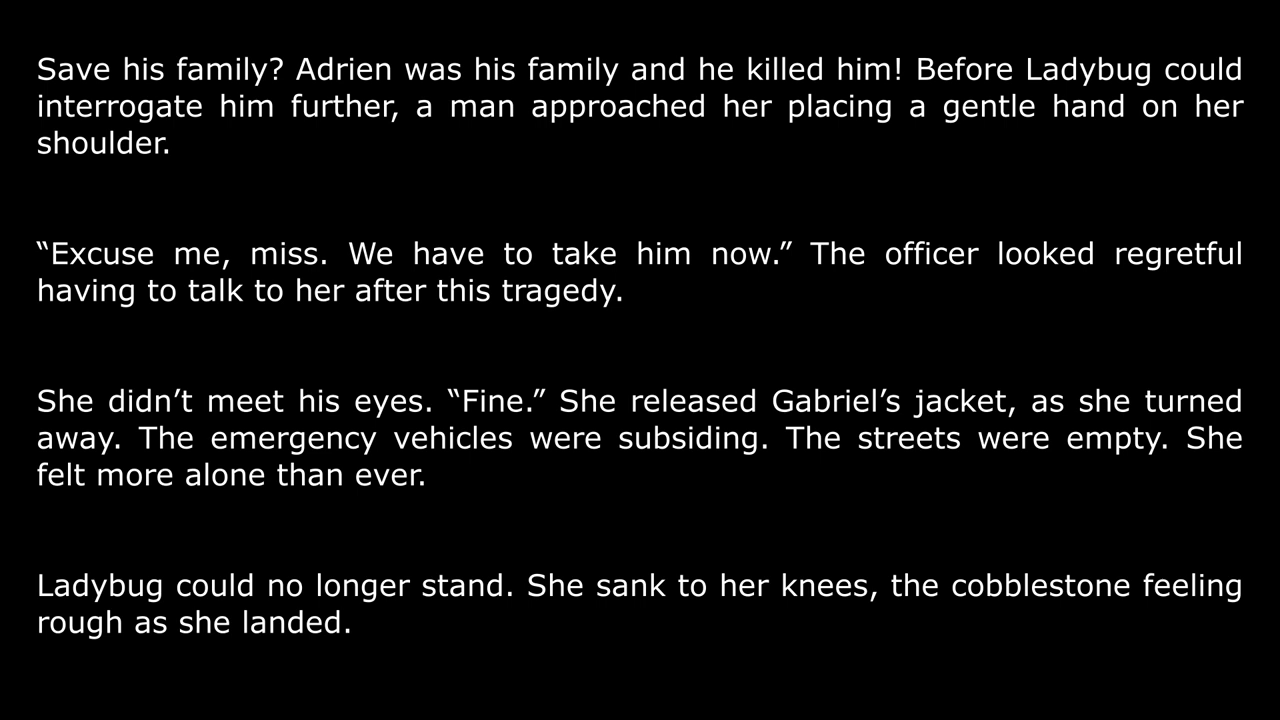 Save his family? Adrien was his family and he killed him! Before Ladybug could
interrogate him further, a man approached her placing a gentle hand on her
shoulder.
“Excuse me, miss. We have to take him now.” The officer looked regretful
having to talk to her after this tragedy.
She didn’t meet his eyes. “Fine.” She released Gabriel’s jacket, as she turned
away. The emergency vehicles were subsiding. The streets were empty. She
felt more alone than ever.
Ladybug could no longer stand. She sank to her knees, the cobblestone feeling
rough as she landed.